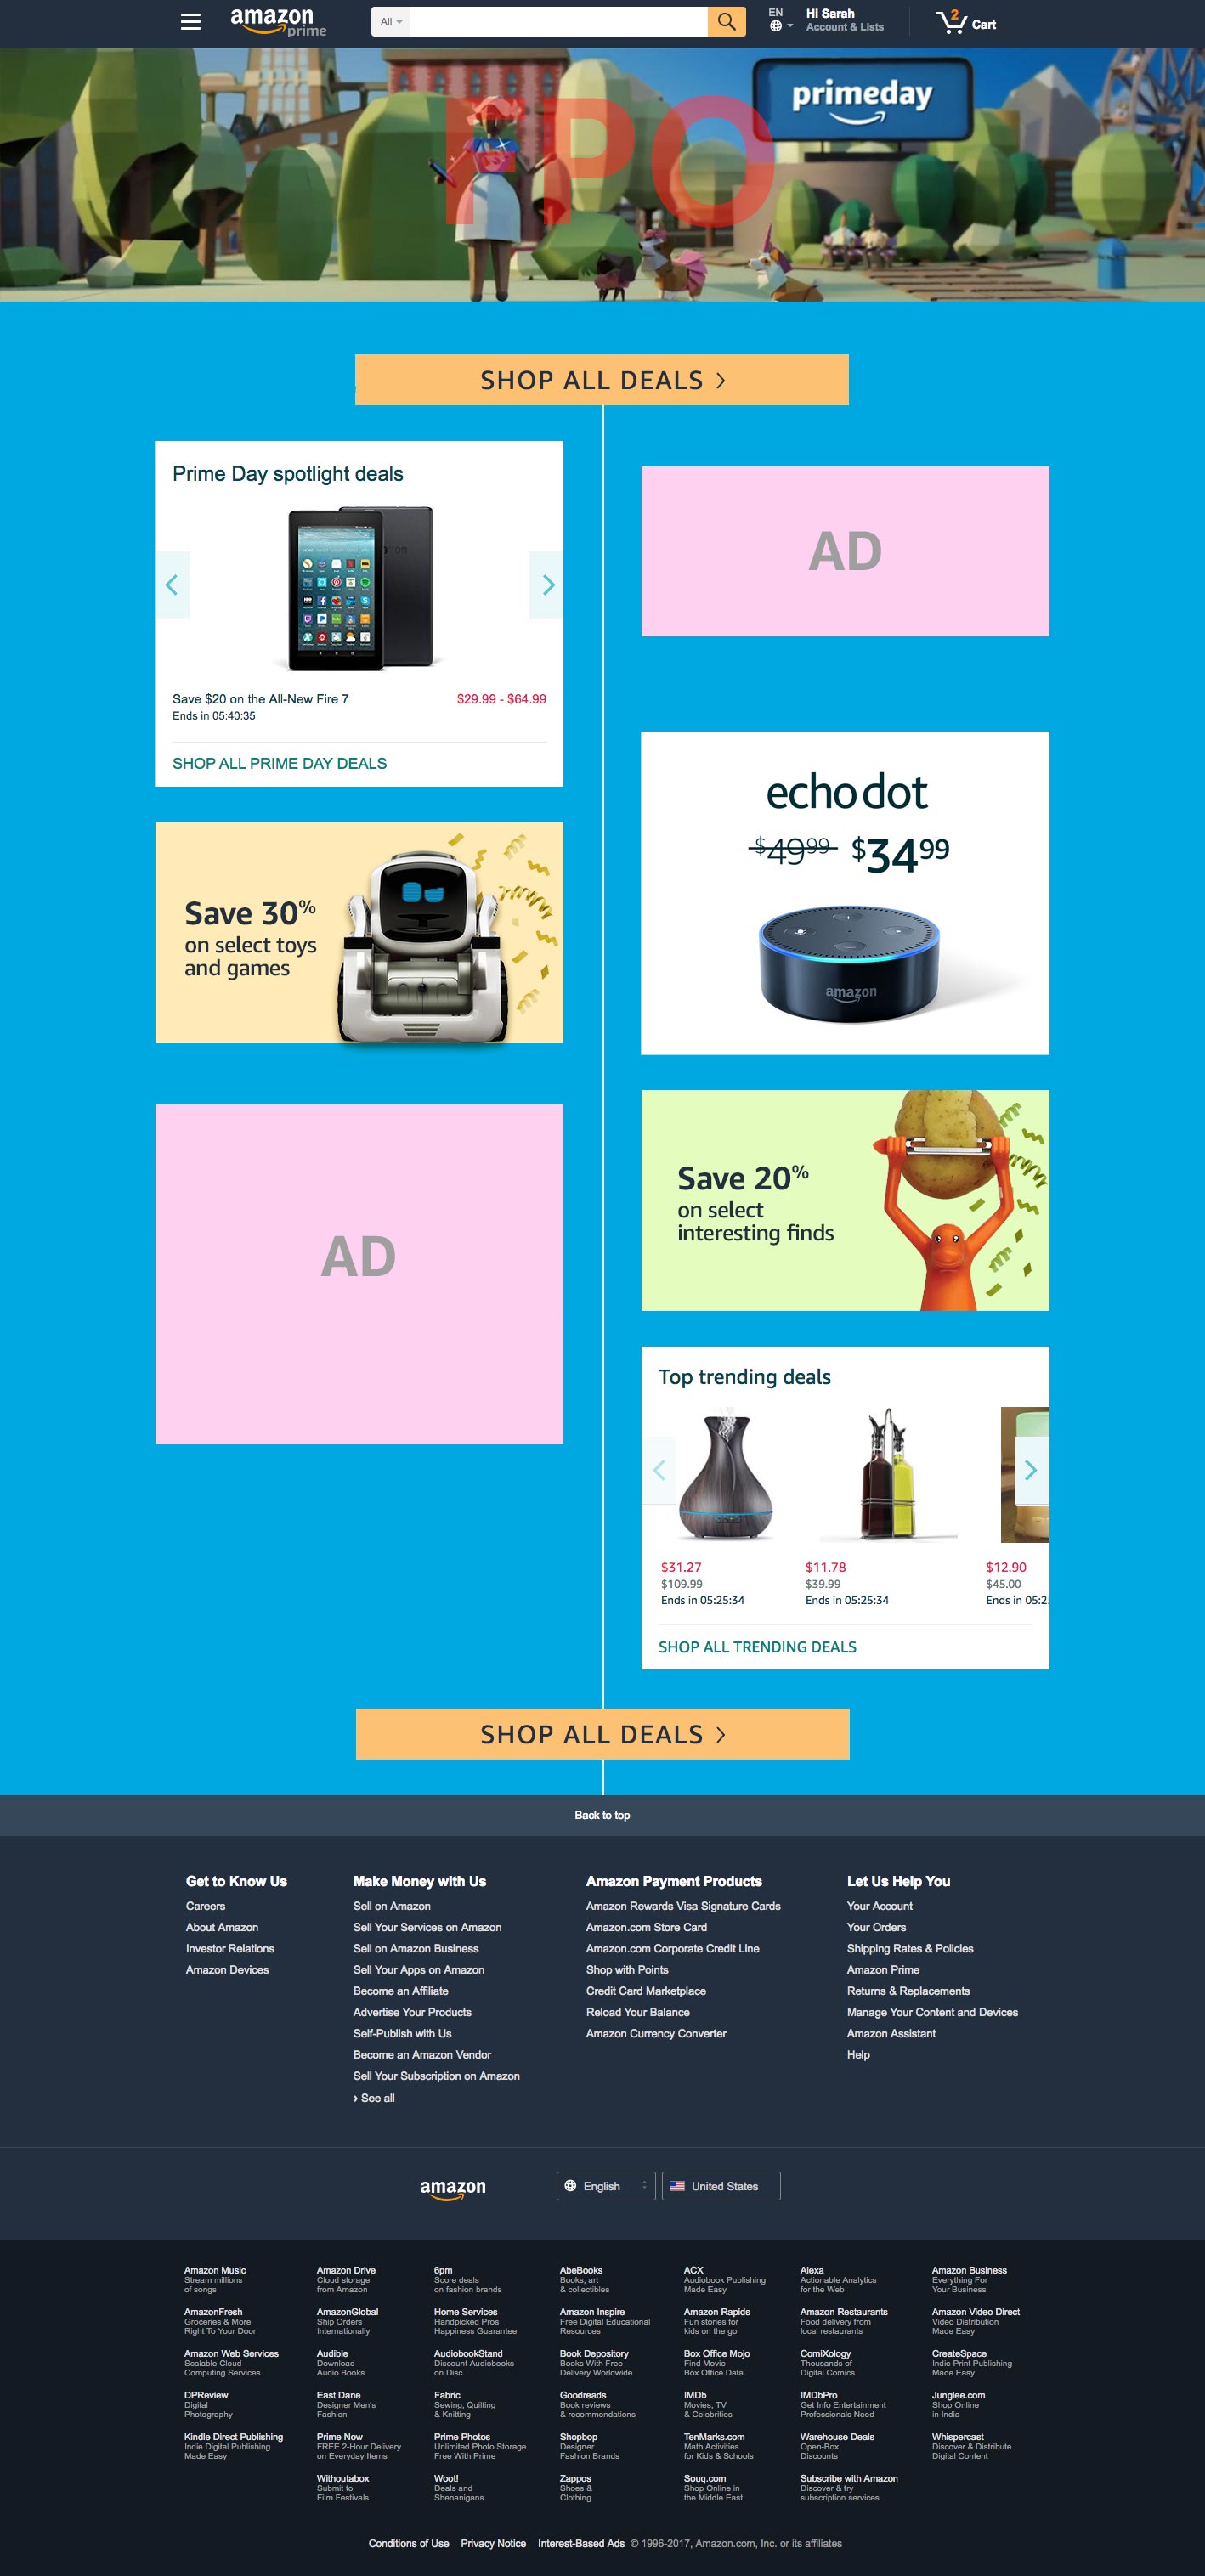 amazon
prime
All
EN
Hi Sarah
Account & Lists
2
Cart
FPO
primeday
SHOP ALL DEALS ›
Prime Day spotlight deals
Save $20 on the All-New Fire 7
$29.99 - $64.99
Ends in 05:40:35
SHOP ALL PRIME DAY DEALS
AD
echo dot
$49.99 $34.99
amazon
Save 30%
on select toys
and games
AD
Save 20%
on select
interesting finds
Top trending deals
$31.27
$109.99
Ends in 05:25:34
$11.78
$39.99
Ends in 05:25:34
$12.90
$45.00
Ends in 05:25
SHOP ALL TRENDING DEALS
SHOP ALL DEALS ›
Back to top
Get to Know Us
Careers
About Amazon
Investor Relations
Amazon Devices
Make Money with Us
Sell on Amazon
Sell Your Services on Amazon
Sell on Amazon Business
Sell Your Apps on Amazon
Become an Affiliate
Advertise Your Products
Self-Publish with Us
Become an Amazon Vendor
Sell Your Subscription on Amazon
› See all
Amazon Payment Products
Amazon Rewards Visa Signature Cards
Amazon.com Store Card
Amazon.com Corporate Credit Line
Shop with Points
Credit Card Marketplace
Reload Your Balance
Amazon Currency Converter
Let Us Help You
Your Account
Your Orders
Shipping Rates & Policies
Amazon Prime
Returns & Replacements
Manage Your Content and Devices
Amazon Assistant
Help
amazon
English
United States
Amazon Music
Stream millions
of songs
Amazon Drive
Cloud storage
from Amazon
6pm
Score deals
on fashion brands
AbeBooks
Books, art
& collectibles
ACX
Audiobook Publishing
Made Easy
Alexa
Actionable Analytics
for the Web
Amazon Business
Everything For
Your Business
AmazonFresh
Groceries & More
Right To Your Door
AmazonGlobal
Ship Orders
Internationally
Home Services
Handpicked Pros
Happiness Guarantee
Amazon Inspire
Free Digital Educational
Resources
Amazon Rapids
Fun stories for
kids on the go
Amazon Restaurants
Food delivery from
local restaurants
Amazon Video Direct
Video Distribution
Made Easy
Amazon Web Services
Scalable Cloud
Computing Services
Audible
Download
Audio Books
AudiobookStand
Discount Audiobooks
on Disc
Book Depository
Books With Free
Delivery Worldwide
Box Office Mojo
Find Movie
Box Office Data
ComiXology
Thousands of
Digital Comics
CreateSpace
Indie Print Publishing
Made Easy
DPReview
Digital
Photography
East Dane
Designer Men's
Fashion
Fabric
Sewing, Quilting
& Knitting
Goodreads
Book reviews
& recommendations
IMDb
Movies, TV
& Celebrities
IMDbPro
Get Info Entertainment
Professionals Need
Junglee.com
Shop Online
in India
Kindle Direct Publishing
Indie Digital Publishing
Made Easy
Prime Now
FREE 2-Hour Delivery
on Everyday Items
Prime Photos
Unlimited Photo Storage
Free With Prime
Shopbop
Designer
Fashion Brands
TenMarks.com
Math Activities
for Kids & Schools
Warehouse Deals
Open-Box
Discounts
Whispercast
Discover & Distribute
Digital Content
Withoutabox
Submit to
Film Festivals
Woot!
Deals and
Shenanigans
Zappos
Shoes &
Clothing
Souq.com
Shop Online in
the Middle East
Subscribe with Amazon
Discover & try
subscription services
Conditions of Use Privacy Notice Interest-Based Ads © 1996-2017, Amazon.com, Inc. or its affiliates